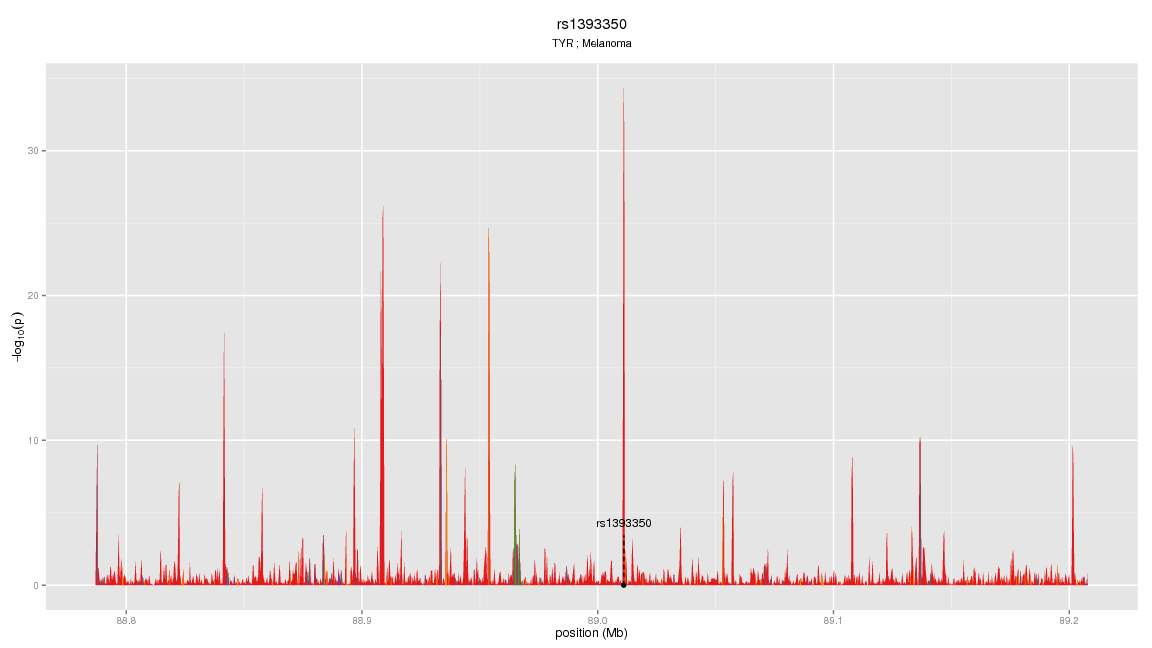 rs1393350
TYR ; Melanoma
30
20
10
0
−log10(p)
rs1393350
88.8
88.9
89.0
89.1
89.2
position (Mb)